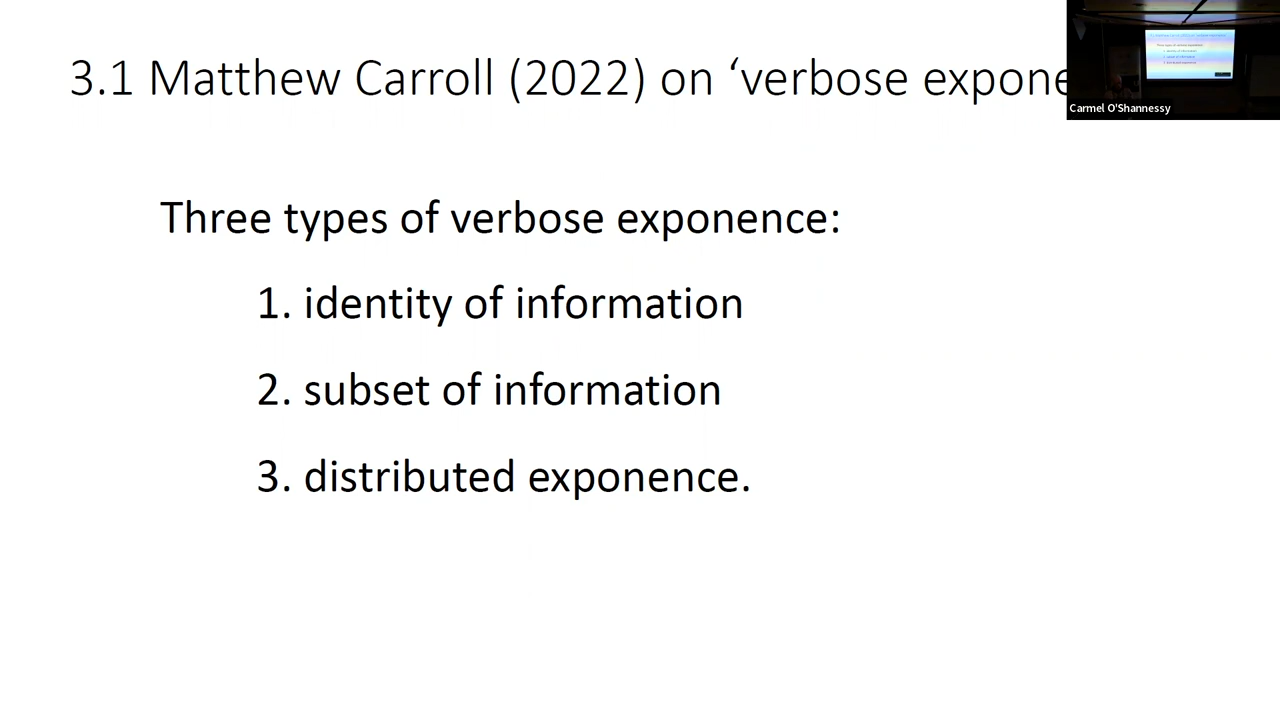 3.1 Matthew Carroll (2022) on ‘verbose expone
Carmel O'Shannessy
Three types of verbose exponence:
1. identity of information
2. subset of information
3. distributed exponence.